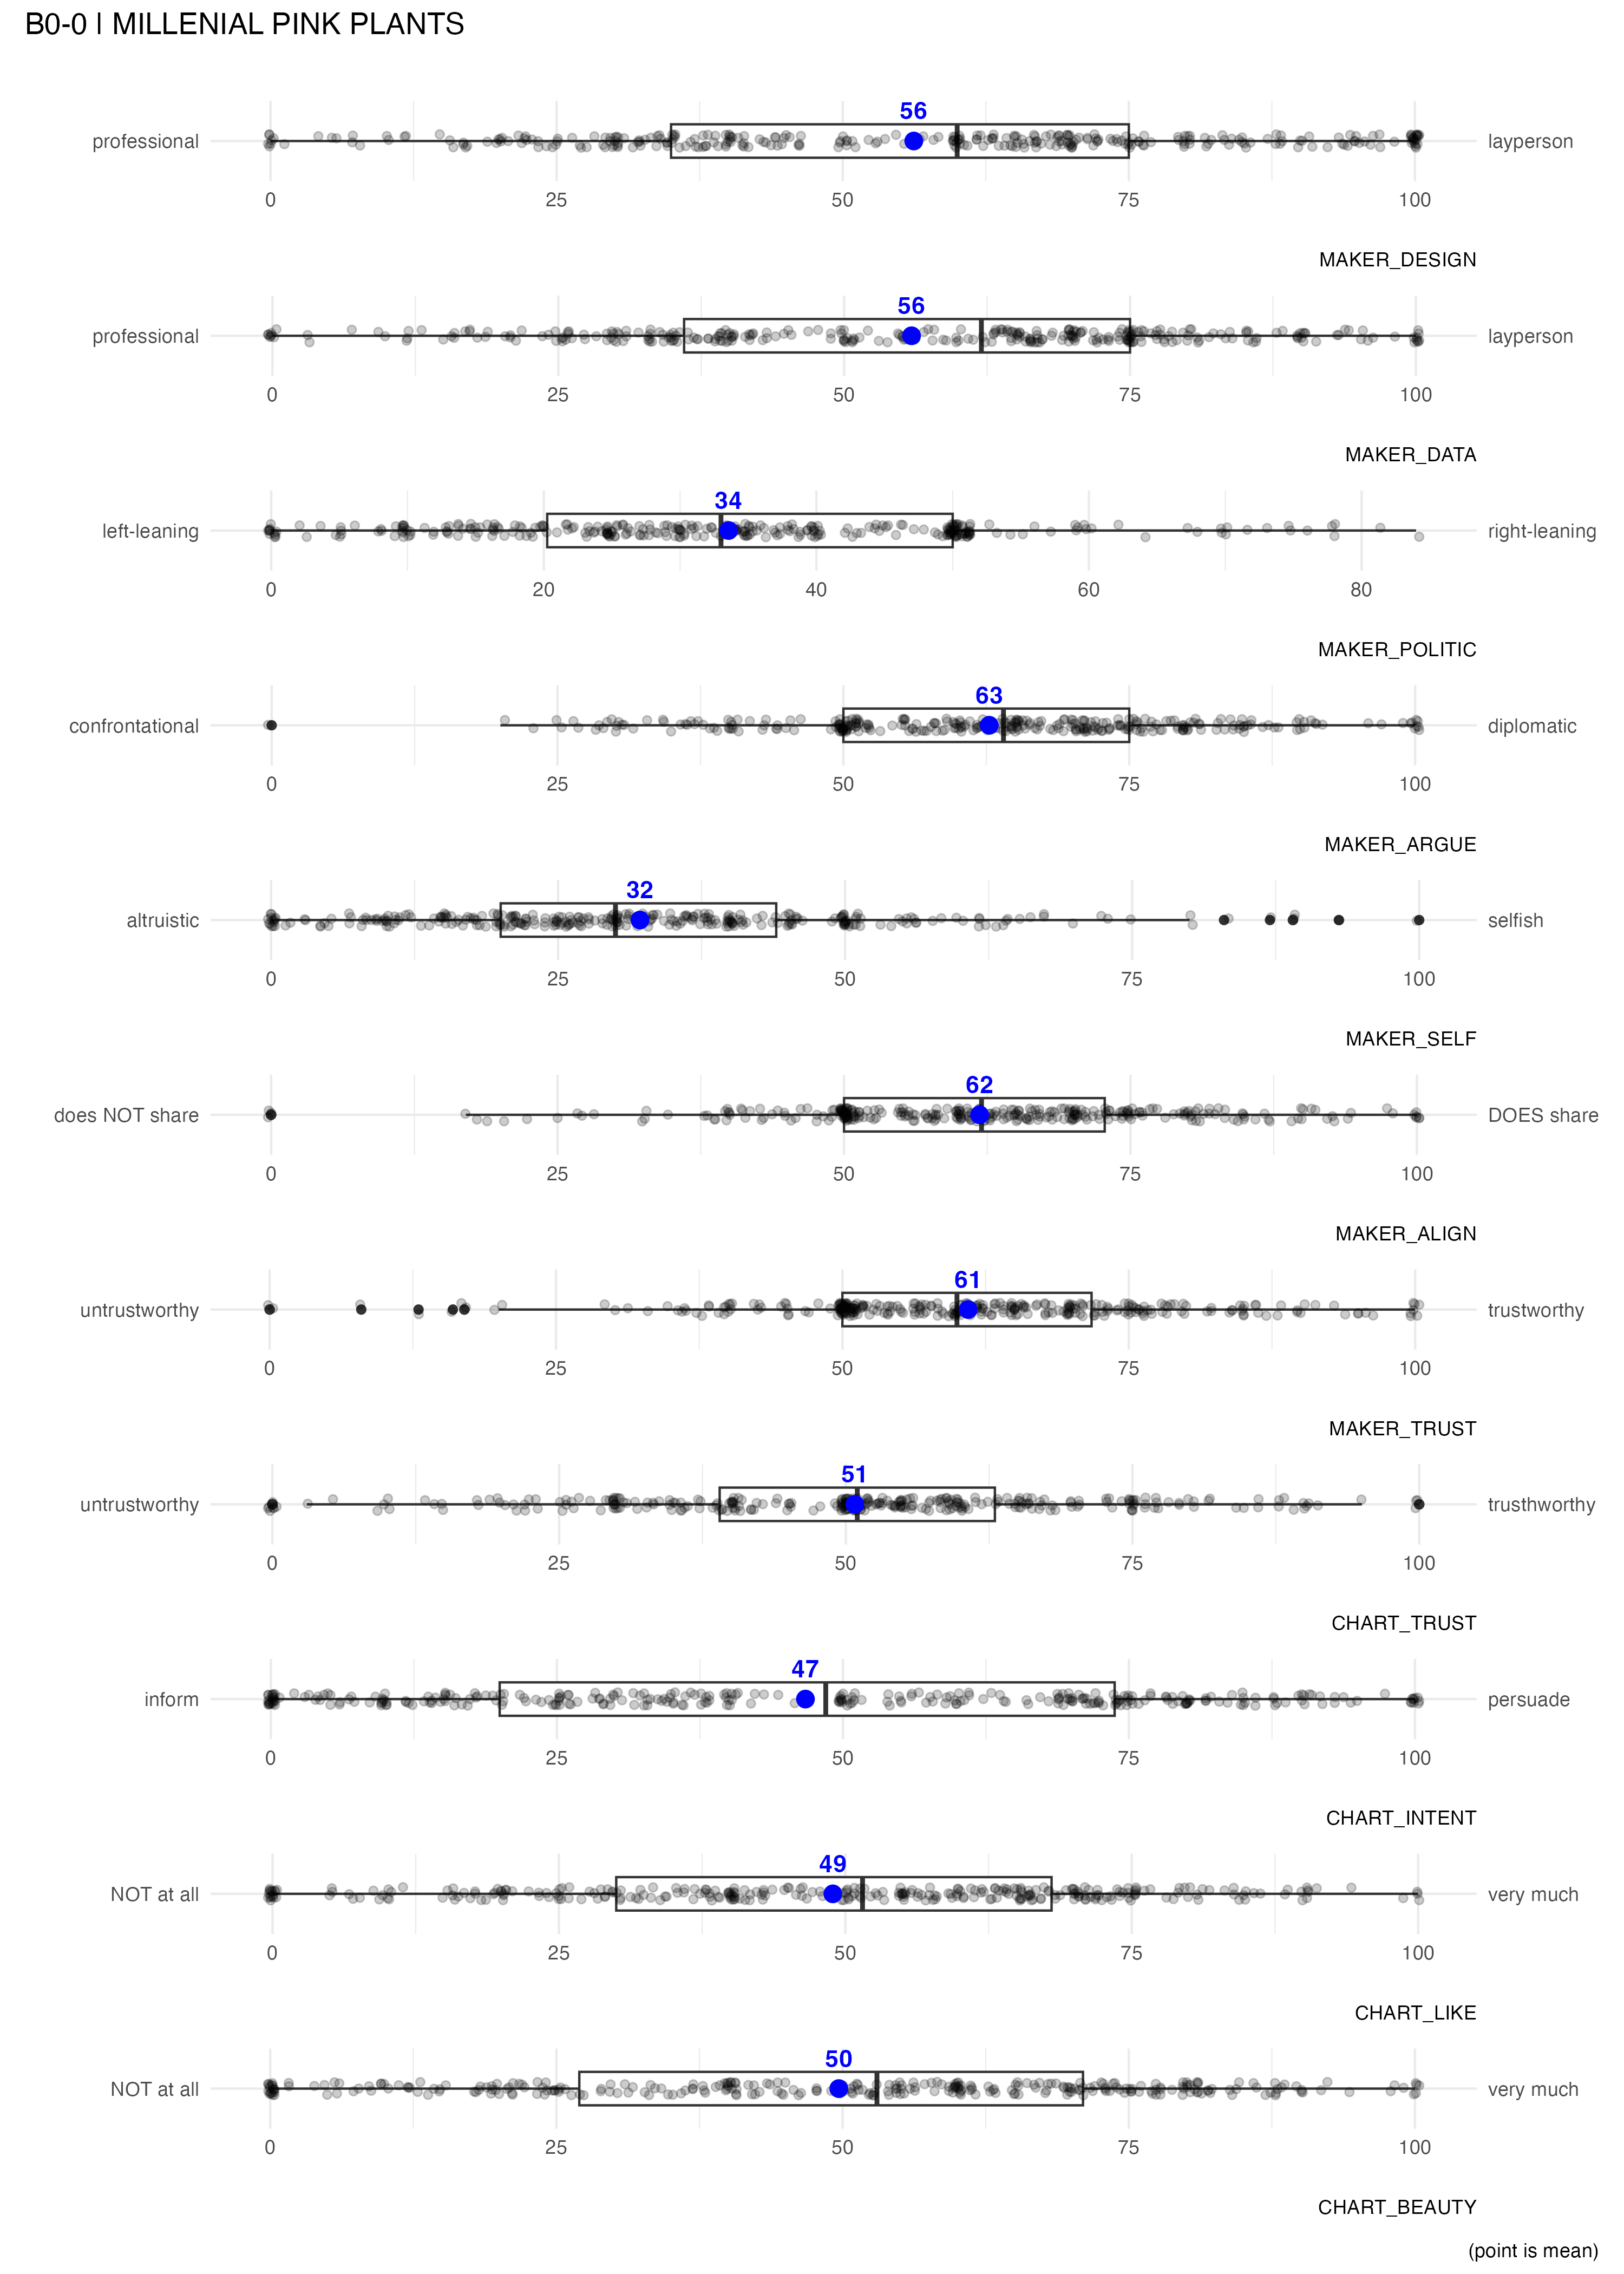 B0-0 | MILLENIAL PINK PLANTS
56
professional layperson
0 25 50 75 100
MAKER_DESIGN
56
professional layperson
0 25 50 75 100
MAKER_DATA
34
left-leaning right-leaning
0 20 40 60 80
MAKER_POLITIC
63
confrontational diplomatic
0 25 50 75 100
MAKER_ARGUE
32
altruistic selfish
0 25 50 75 100
MAKER_SELF
62
does NOT share DOES share
0 25 50 75 100
MAKER_ALIGN
61
untrustworthy trustworthy
0 25 50 75 100
MAKER_TRUST
51
untrustworthy trusthworthy
0 25 50 75 100
CHART_TRUST
47
inform persuade
0 25 50 75 100
CHART_INTENT
49
NOT at all very much
0 25 50 75 100
CHART_LIKE
50
NOT at all very much
0 25 50 75 100
CHART_BEAUTY
(point is mean)